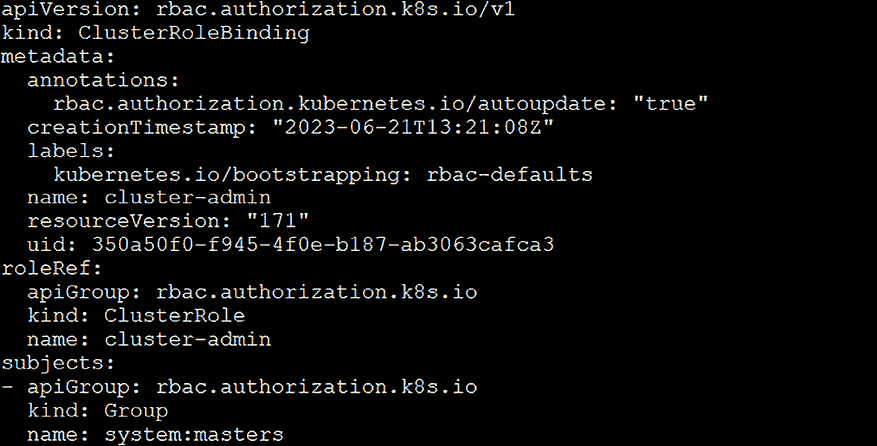 apiVersion: rbac.authorization.k8s.io/v1
kind: ClusterRoleBinding
metadata:
  annotations:
    rbac.authorization.kubernetes.io/autoupdate: "true"
  creationTimestamp: "2023-06-21T13:21:08Z"
  labels:
    kubernetes.io/bootstrapping: rbac-defaults
  name: cluster-admin
  resourceVersion: "171"
  uid: 350a50f0-f945-4f0e-b187-ab3063cafca3
roleRef:
  apiGroup: rbac.authorization.k8s.io
  kind: ClusterRole
  name: cluster-admin
subjects:
- apiGroup: rbac.authorization.k8s.io
  kind: Group
  name: system:masters